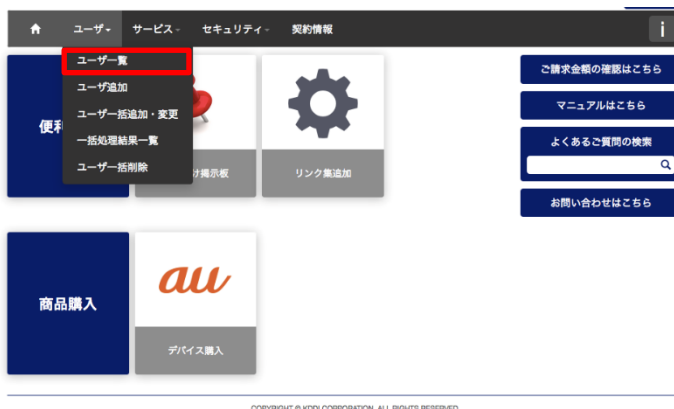 ユーザ サービス セキュリティ 契約情報 i
ユーザ一覧
ユーザ追加
ユーザー括追加・変更
一括処理結果一覧
ユーザー括削除
便利
け掲示板
リンク集追加
ご請求金額の確認はこちら
マニュアルはこちら
よくあるご質問の検索
お問い合わせはこちら
商品購入
au
デバイス購入
COPYRIGHT © KDDI CORPORATION, ALL RIGHTS RESERVED.